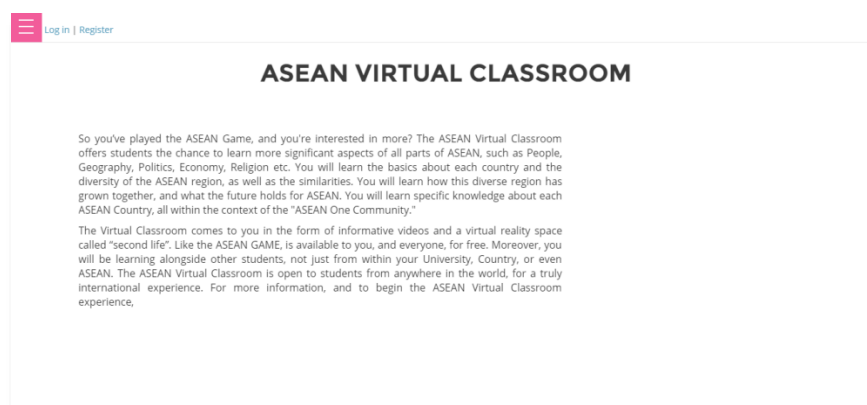 Log in | Register
ASEAN VIRTUAL CLASSROOM
So you've played the ASEAN Game, and you're interested in more? The ASEAN Virtual Classroom
offers students the chance to learn more significant aspects of all parts of ASEAN, such as People,
Geography, Politics, Economy, Religion etc. You will learn the basics about each country and the
diversity of the ASEAN region, as well as the similarities. You will learn how this diverse region has
grown together, and what the future holds for ASEAN. You will learn specific knowledge about each
ASEAN Country, all within the context of the "ASEAN One Community."
The Virtual Classroom comes to you in the form of informative videos and a virtual reality space
called “second life”. Like the ASEAN GAME, is available to you, and everyone, for free. Moreover, you
will be learning alongside other students, not just from within your University, Country, or even
ASEAN. The ASEAN Virtual Classroom is open to students from anywhere in the world, for a truly
international experience. For more information, and to begin the ASEAN Virtual Classroom
experience,